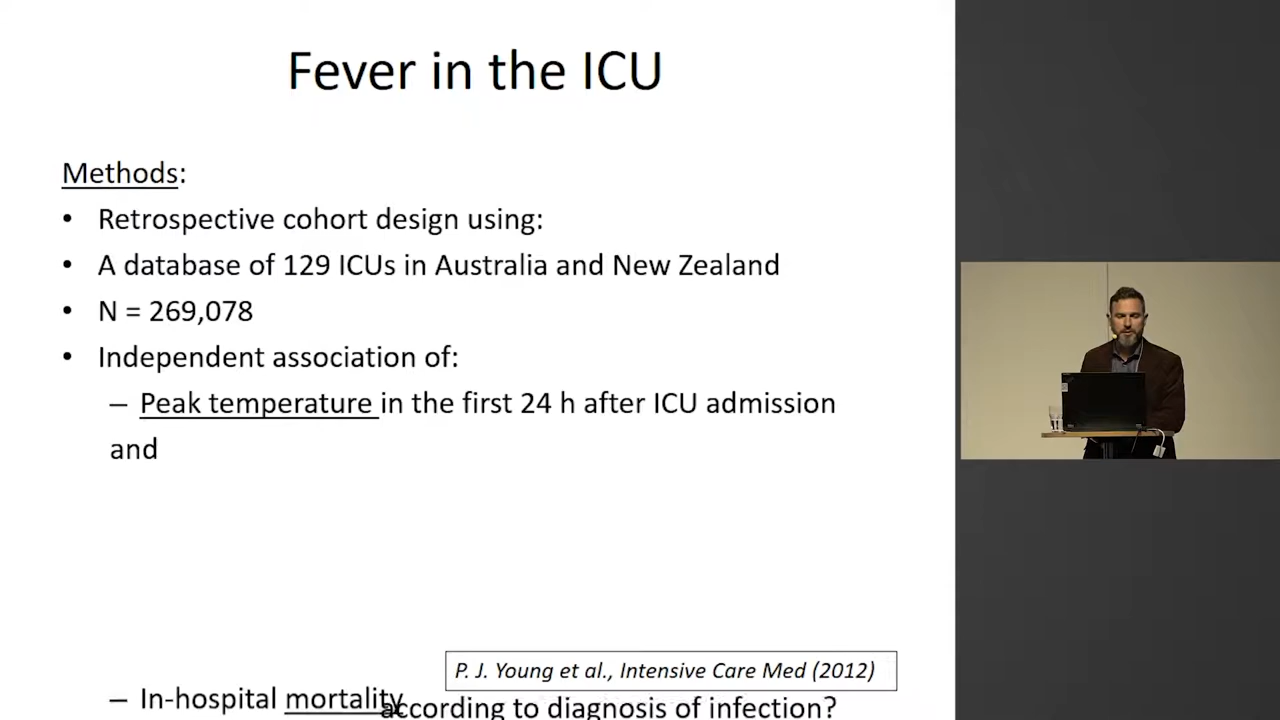 Fever in the ICU
Methods:
• Retrospective cohort design using:
• A database of 129 ICUs in Australia and New Zealand
• N = 269,078
• Independent association of:
– Peak temperature in the first 24 h after ICU admission
and
P. J. Young et al., Intensive Care Med (2012)
– In-hospital mortality
according to diagnosis of infection?